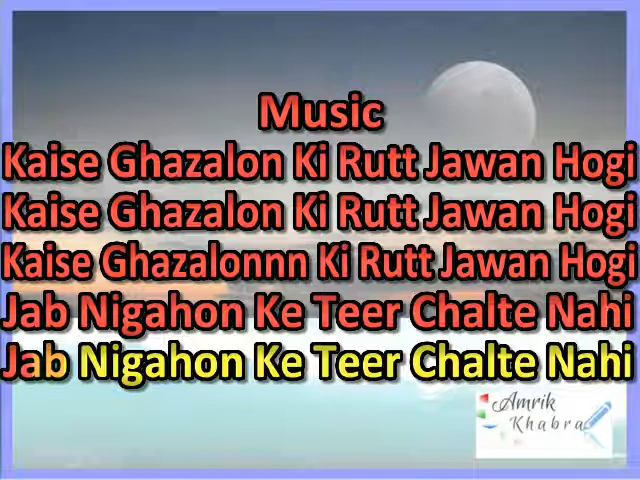 Music
Kaise Ghazalon Ki Rutt Jawan Hogi
Kaise Ghazalon Ki Rutt Jawan Hogi
Kaise Ghazalonnn Ki Rutt Jawan Hogi
Jab Nigahon Ke Teer Chalte Nahi
Jab Nigahon Ke Teer Chalte Nahi
Amrik
Khabra